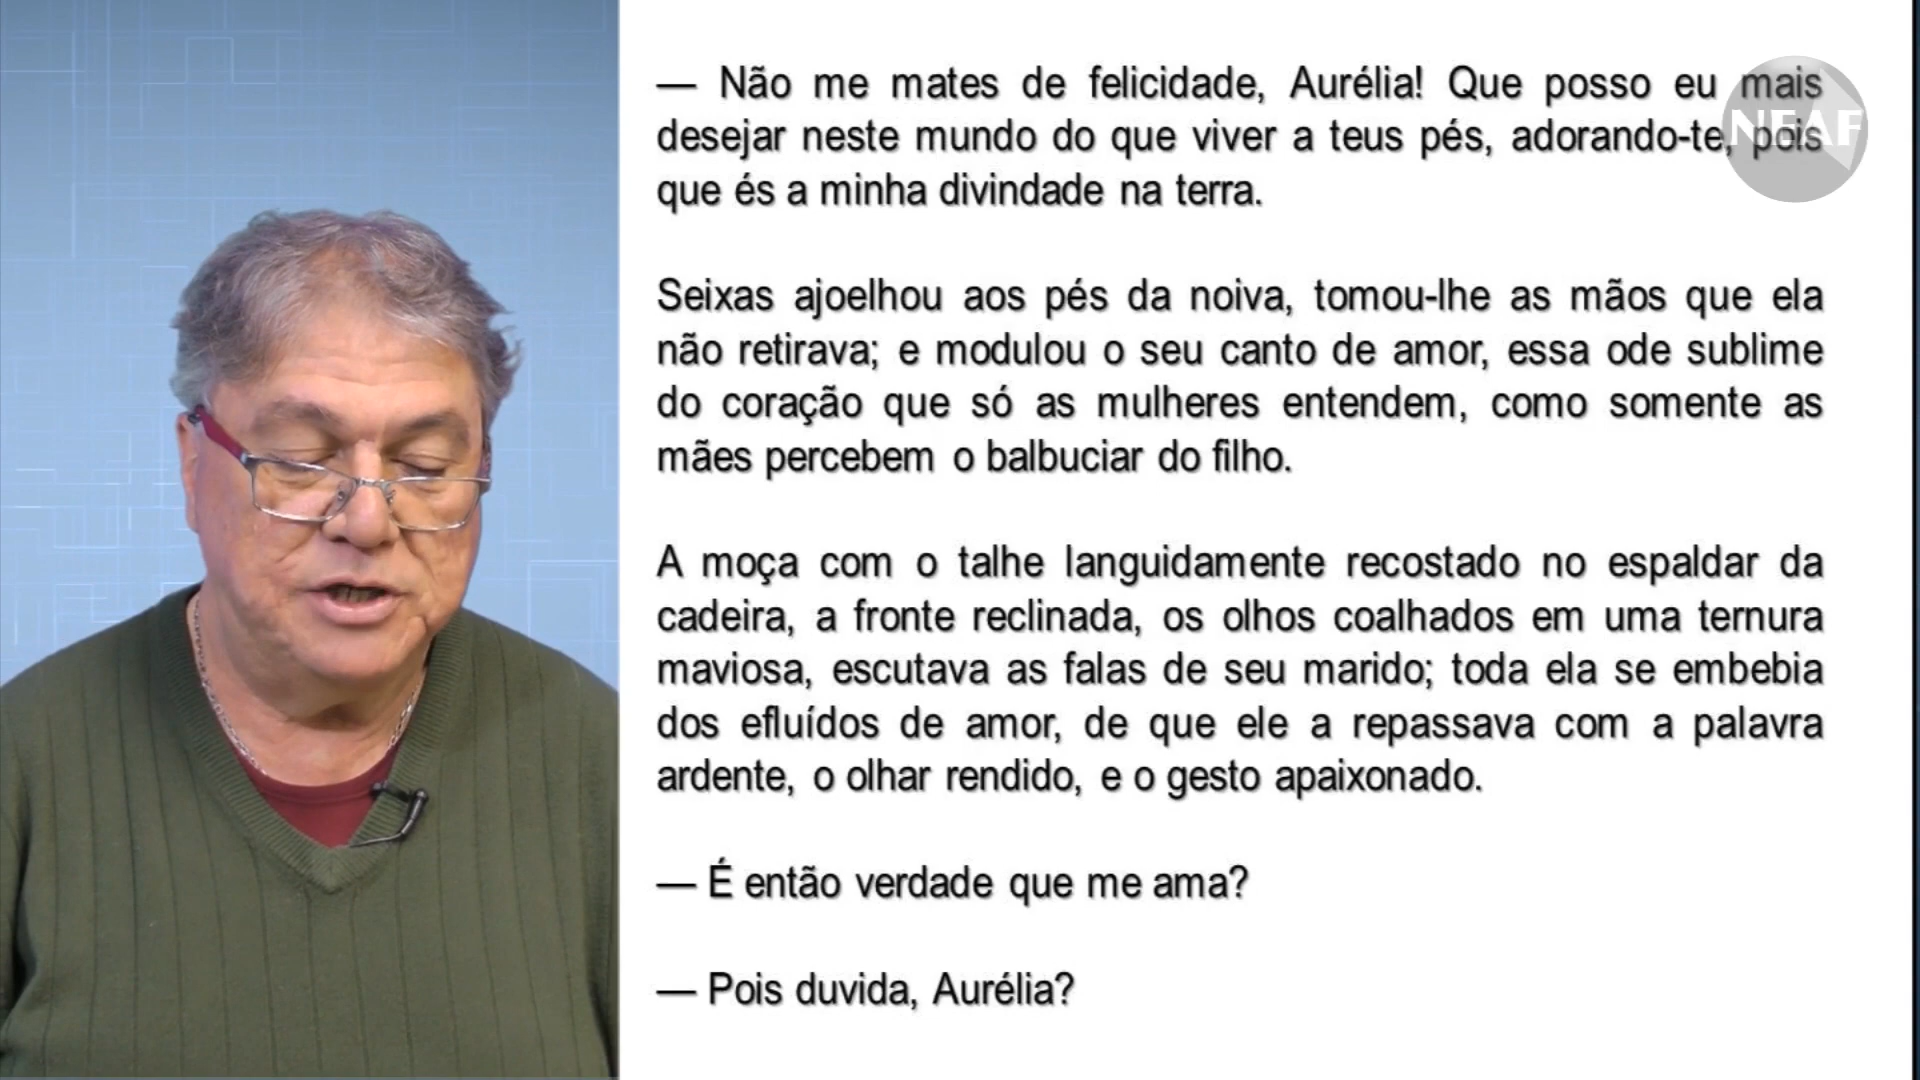 — Não me mates de felicidade, Aurélia! Que posso eu mais
desejar neste mundo do que viver a teus pés, adorando-te, pois
que és a minha divindade na terra.
NEAF
Seixas ajoelhou aos pés da noiva, tomou-lhe as mãos que ela
não retirava; e modulou o seu canto de amor, essa ode sublime
do coração que só as mulheres entendem, como somente as
mães percebem o balbuciar do filho.
A moça com o talhe languidamente recostado no espaldar da
cadeira, a fronte reclinada, os olhos coalhados em uma ternura
maviosa, escutava as falas de seu marido; toda ela se embebia
dos efluídos de amor, de que ele a repassava com a palavra
ardente, o olhar rendido, e o gesto apaixonado.
— É então verdade que me ama?
— Pois duvida, Aurélia?